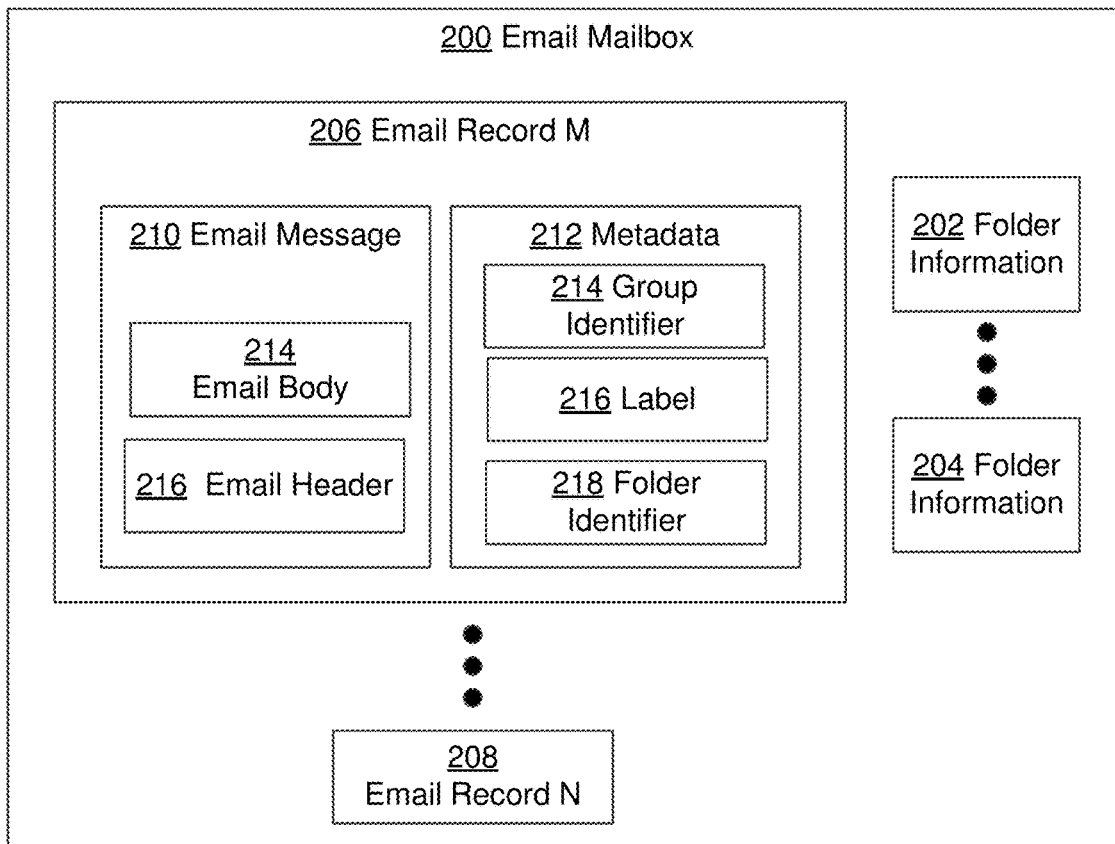 200 Email Mailbox
206 Email Record M
210 Email Message
214
Email Body
216 Email Header
212 Metadata
214 Group
Identifier
216 Label
218 Folder
Identifier
202 Folder
Information
204 Folder
Information
208
Email Record N